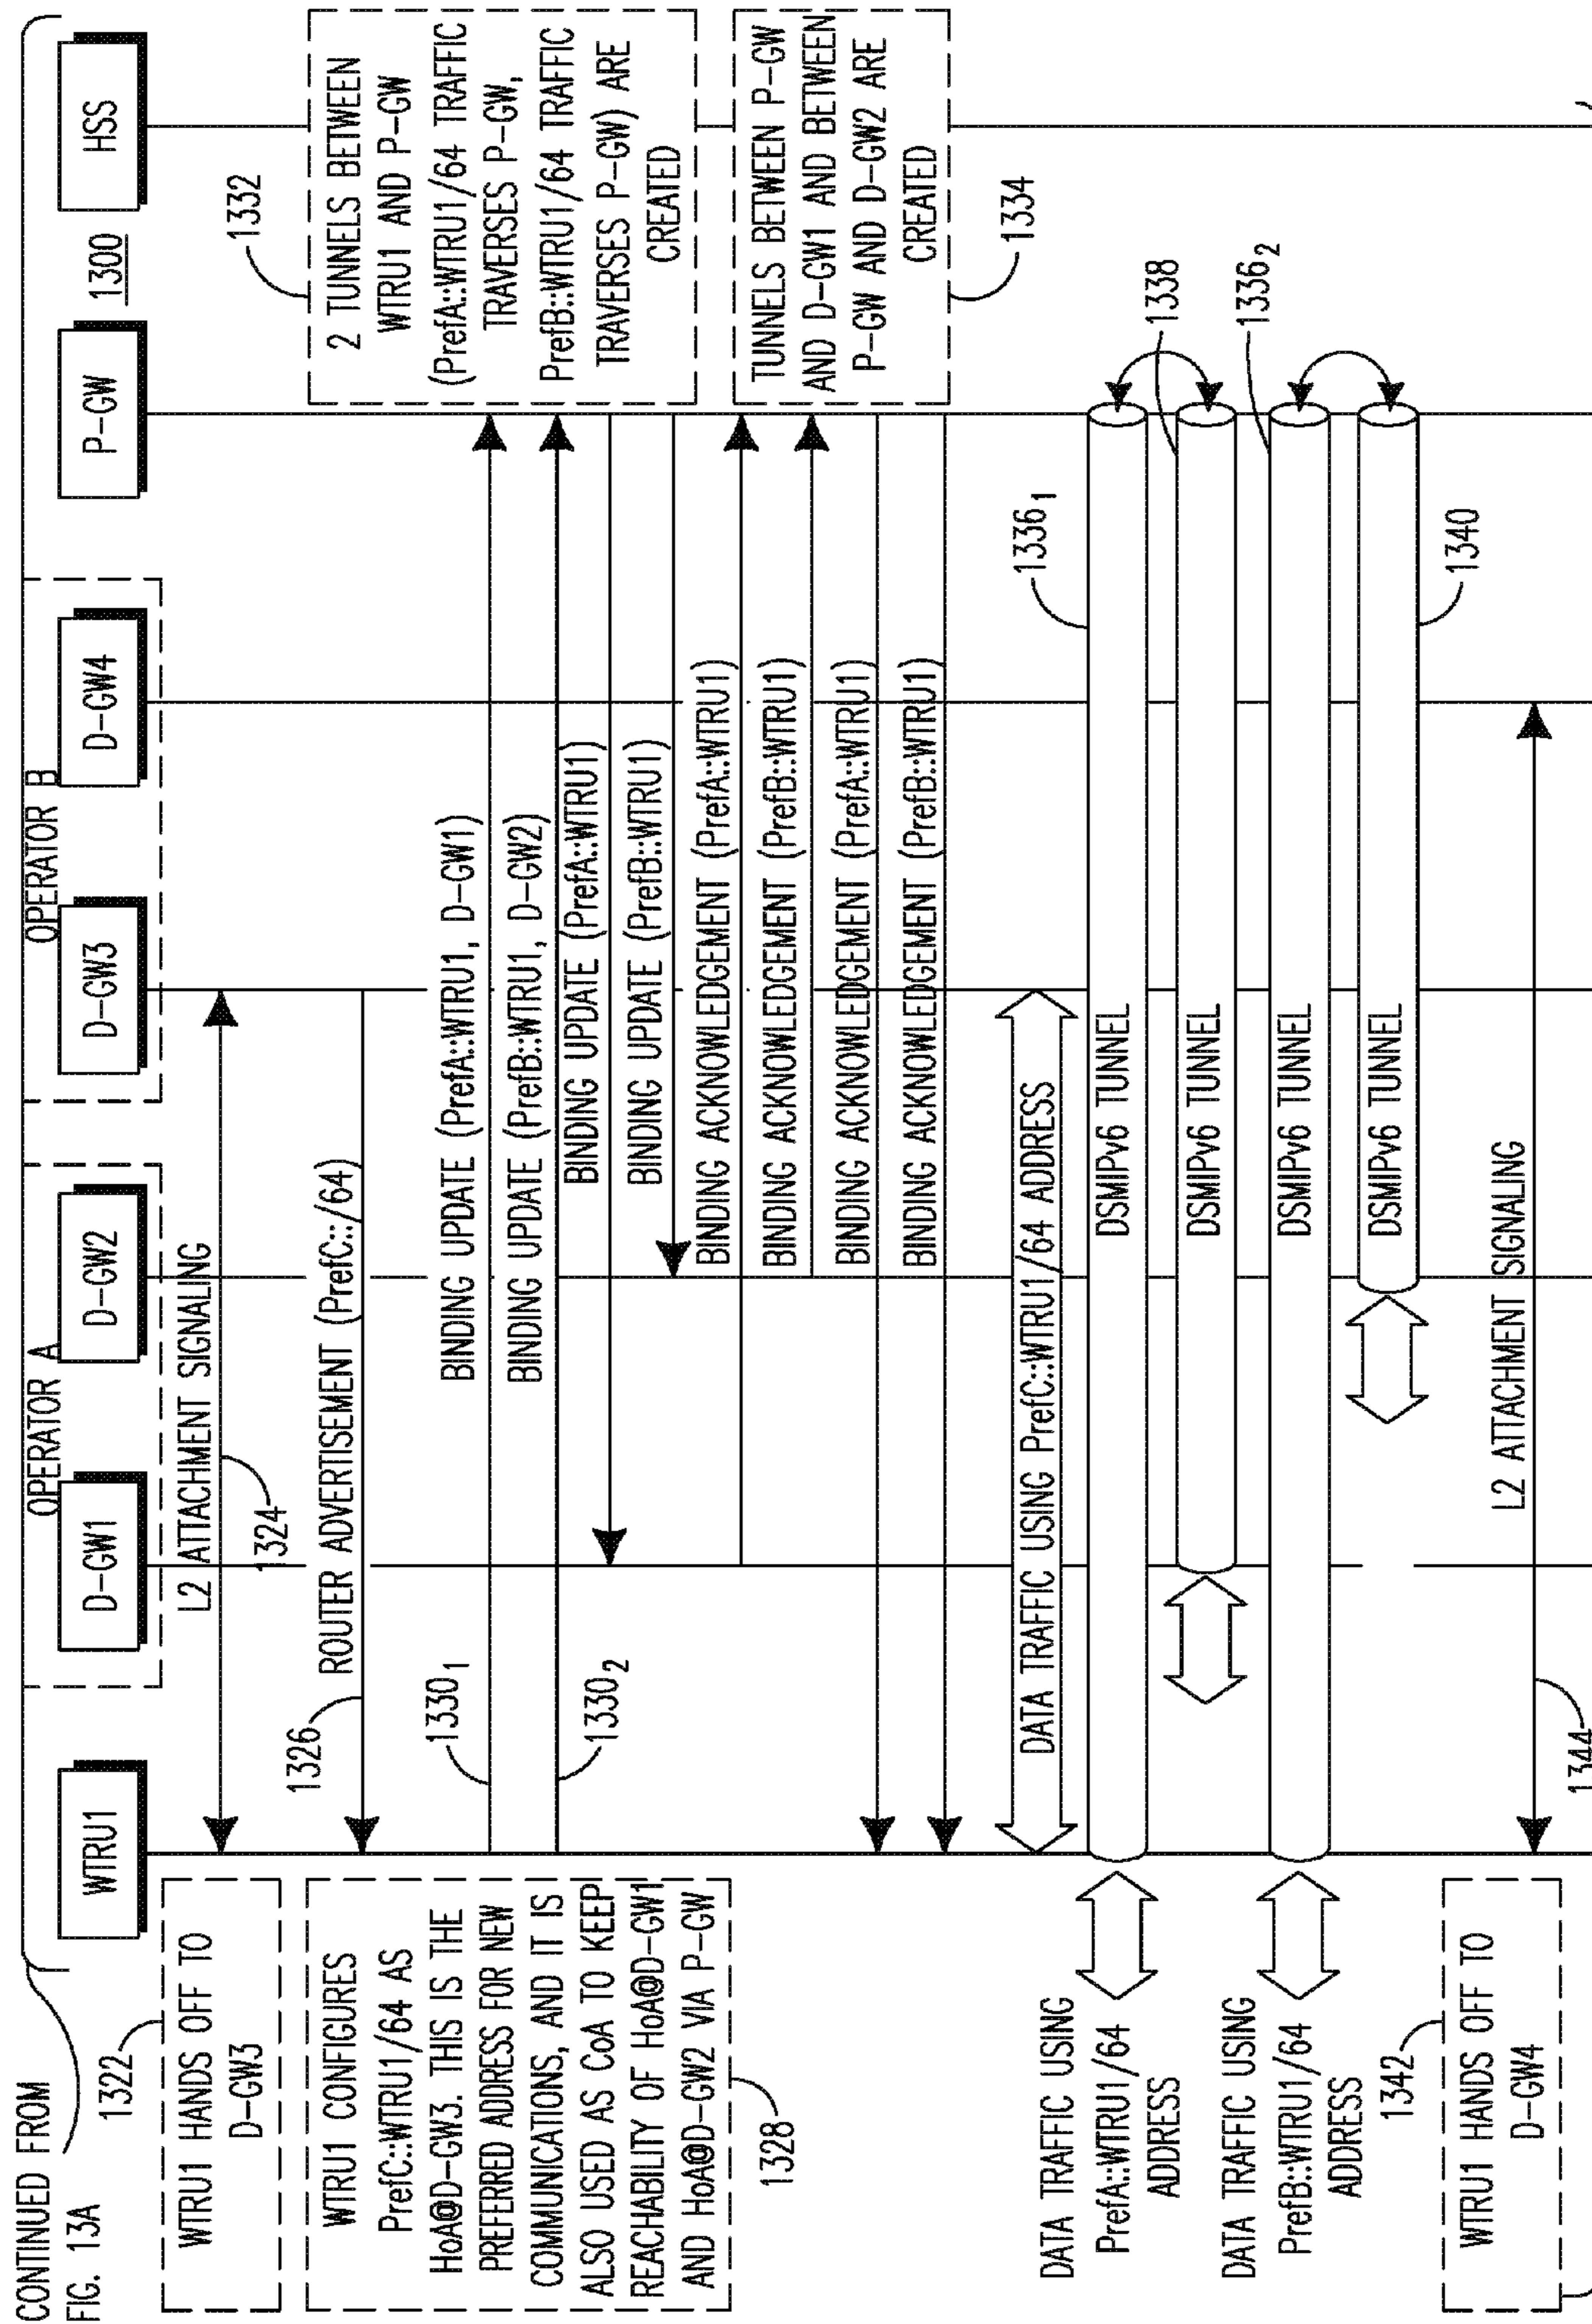 CONTINUED FROM
FIG. 13A
1300
OPERATOR A
OPERATOR B
WTRU1
D-GW1
D-GW2
D-GW3
D-GW4
P-GW
HSS
1322
WTRU1 HANDS OFF TO
D-GW3
L2 ATTACHMENT SIGNALING
1324
1326
ROUTER ADVERTISEMENT (PrefC::/64)
WTRU1 CONFIGURES
PrefC::WTRU1/64 AS
HoA@D-GW3. THIS IS THE
PREFERRED ADDRESS FOR NEW
COMMUNICATIONS, AND IT IS
ALSO USED AS CoA TO KEEP
REACHABILITY OF HoA@D-GW1
AND HoA@D-GW2 VIA P-GW
1328
1330₁
BINDING UPDATE (PrefA::WTRU1, D-GW1)
1330₂
BINDING UPDATE (PrefB::WTRU1, D-GW2)
1332
2 TUNNELS BETWEEN
WTRU1 AND P-GW
(PrefA::WTRU1/64 TRAFFIC
TRAVERSES P-GW,
PrefB::WTRU1/64 TRAFFIC
TRAVERSES P-GW) ARE
CREATED
BINDING UPDATE (PrefA::WTRU1)
BINDING UPDATE (PrefB::WTRU1)
BINDING ACKNOWLEDGEMENT (PrefA::WTRU1)
BINDING ACKNOWLEDGEMENT (PrefB::WTRU1)
BINDING ACKNOWLEDGEMENT (PrefA::WTRU1)
BINDING ACKNOWLEDGEMENT (PrefB::WTRU1)
TUNNELS BETWEEN P-GW
AND D-GW1 AND BETWEEN
P-GW AND D-GW2 ARE
CREATED
1334
DATA TRAFFIC USING PrefC::WTRU1/64 ADDRESS
1336₁
1338
1336₂
1340
DATA TRAFFIC USING
PrefA::WTRU1/64
ADDRESS
DSMIPv6 TUNNEL
DSMIPv6 TUNNEL
DATA TRAFFIC USING
PrefB::WTRU1/64
ADDRESS
DSMIPv6 TUNNEL
DSMIPv6 TUNNEL
1342
WTRU1 HANDS OFF TO
D-GW4
L2 ATTACHMENT SIGNALING
1344